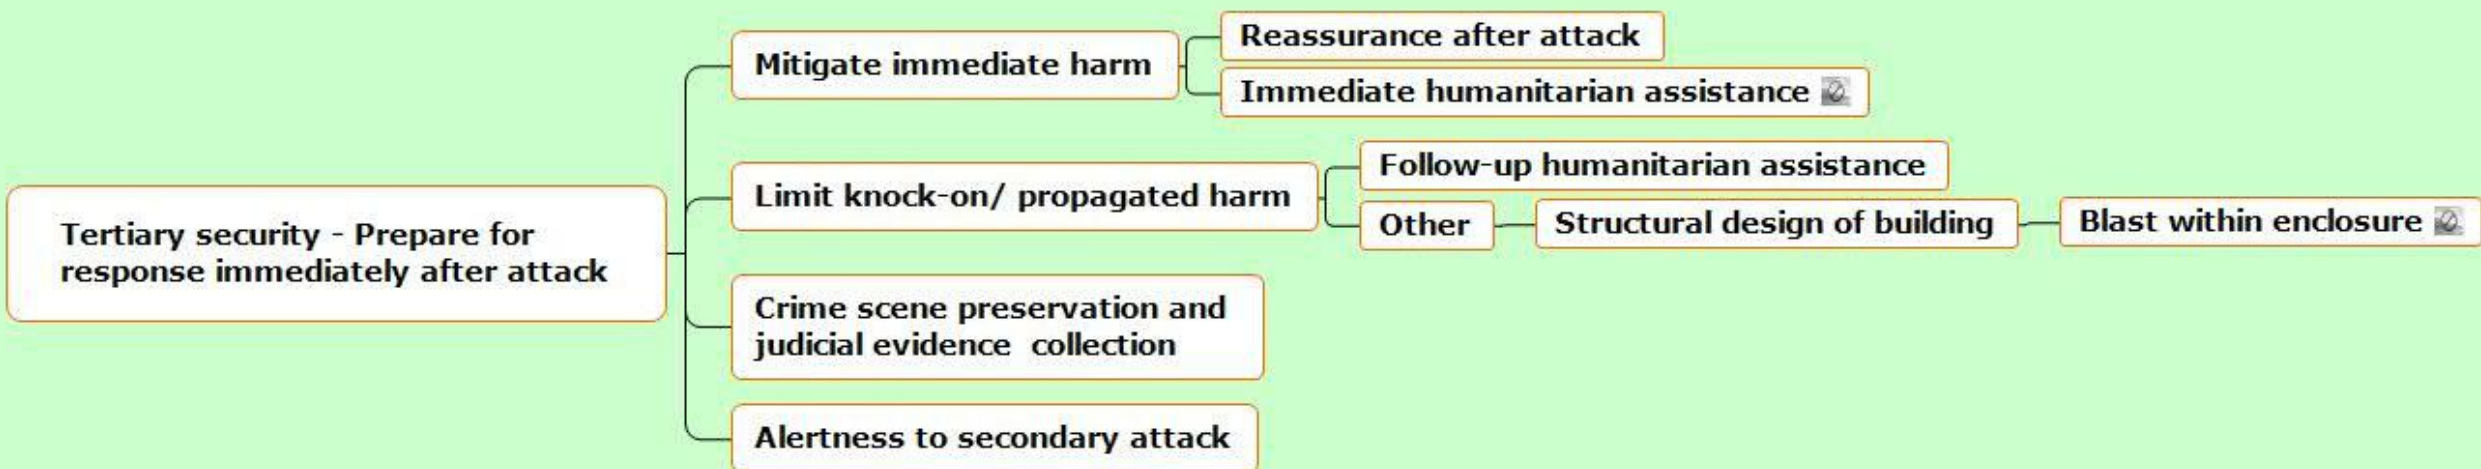 Tertiary security - Prepare for
response immediately after attack
Mitigate immediate harm
Reassurance after attack
Immediate humanitarian assistance
Limit knock-on/ propagated harm
Follow-up humanitarian assistance
Other
Structural design of building
Blast within enclosure
Crime scene preservation and
judicial evidence  collection
Alertness to secondary attack